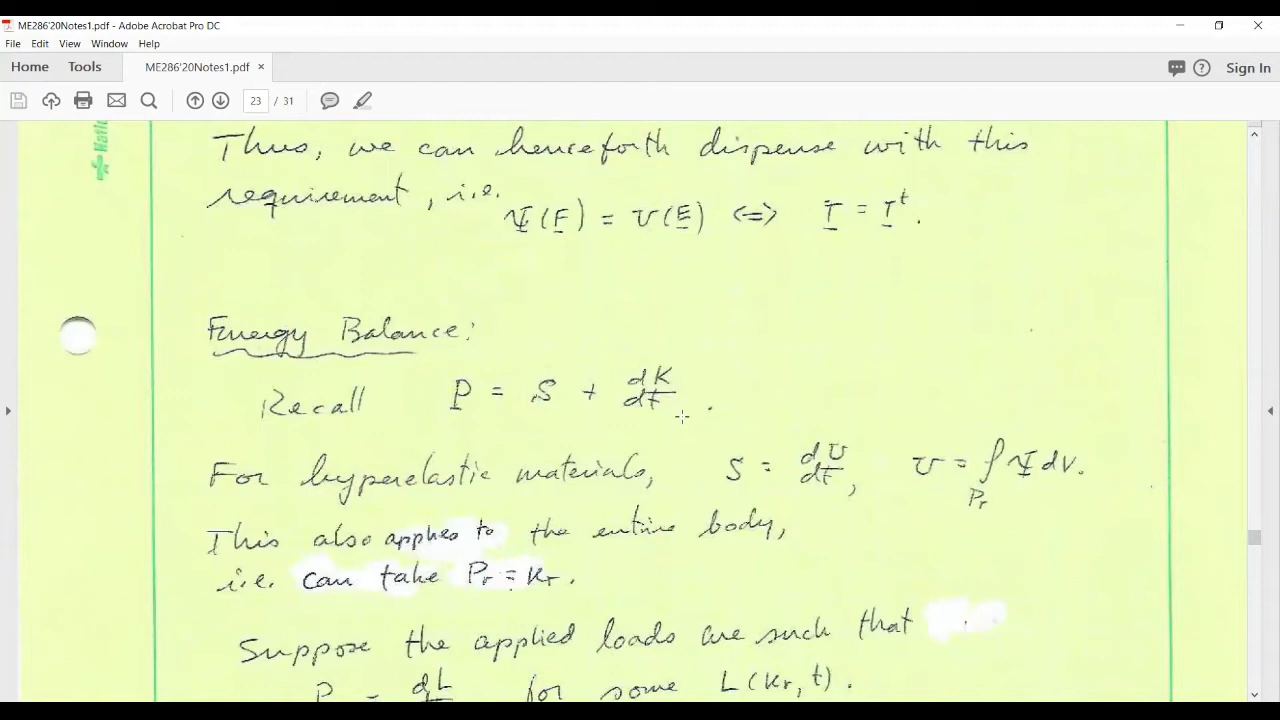 ME286'20Notes1.pdf - Adobe Acrobat Pro DC
File Edit View Window Help
Home Tools ME286'20Notes1.pdf × Sign In
23 / 31
Thus, we can henceforth dispense with this
requirement, i.e.
Ψ(F) = U(E) <=> T = Tᵗ.
Energy Balance:
Recall P = S + dK/dt.
For hyperelastic materials, S = dU/dt, U = ∫_Pr Ψ dv.
This also applies to the entire body,
i.e. can take Pr = κr.
Suppose the applied loads are such that
P = dL for some L(κr, t).